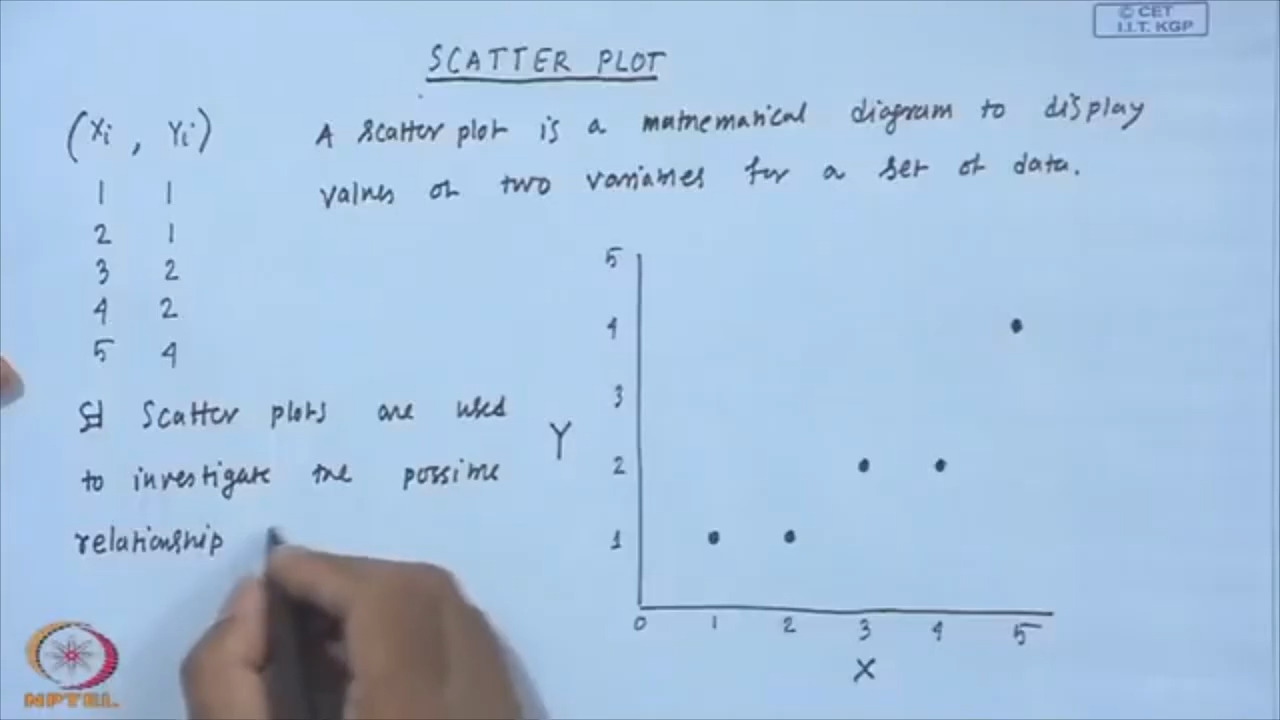 © CET
I.I.T. KGP
SCATTER PLOT
(Xi , Yi)
A scatter plot is a mathematical diagram to display
values of two variables for a set of data.
1 1
2 1
3 2
4 2
5 4
Scatter plots are used
to investigate the possible
relationship
5
4
3
Y
2
1
0 1 2 3 4 5
X
NPTEL